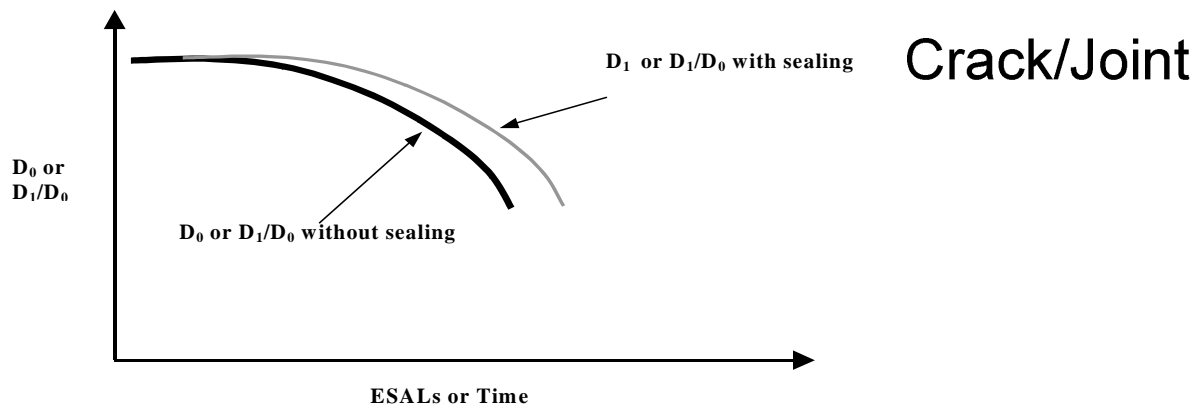 D₁ or D₁/D₀ with sealing
Crack/Joint
D₀ or
D₁/D₀
D₀ or D₁/D₀ without sealing
ESALs or Time